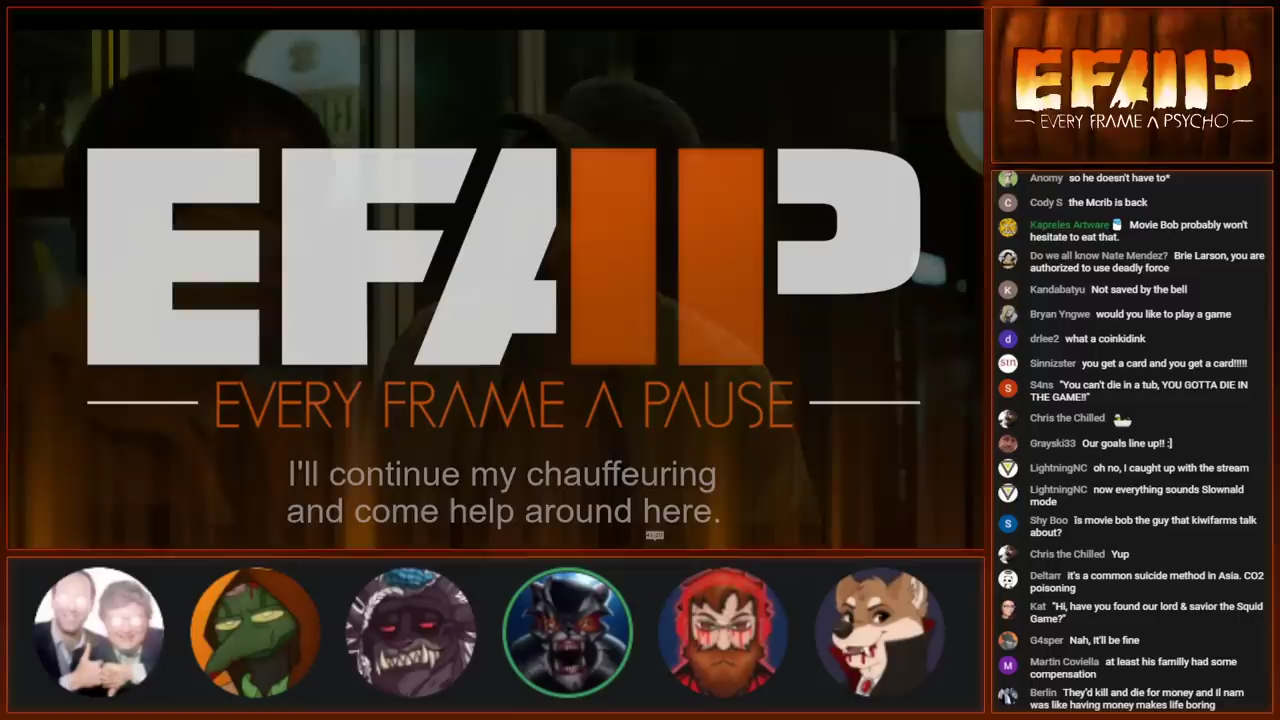 EFAP
EVERY FRAME A PAUSE
I'll continue my chauffeuring
and come help around here.
EFAP
EVERY FRAME A PSYCHO
Anomy so he doesn't have to*
Cody S the Mcrib is back
Kapreles Artware Movie Bob probably won't
hesitate to eat that.
Do we all know Nate Mendez? Brie Larson, you are
authorized to use deadly force
Kandabatyu Not saved by the bell
Bryan Yngwe would you like to play a game
drlee2 what a coinkidink
Sinnizster you get a card and you get a card!!!!!
S4ns "You can't die in a tub, YOU GOTTA DIE IN
THE GAME!!"
Chris the Chilled
Grayski33 Our goals line up!! :]
LightningNC oh no, I caught up with the stream
LightningNC now everything sounds Slownald
mode
Shy Boo Is movie bob the guy that kiwifarms talk
about?
Chris the Chilled Yup
Deltarr it's a common suicide method in Asia. CO2
poisoning
Kat "Hi, have you found our lord & savior the Squid
Game?"
G4sper Nah, It'll be fine
Martin Coviella at least his familly had some
compensation
Berlin They'd kill and die for money and Il nam
was like having money makes life boring